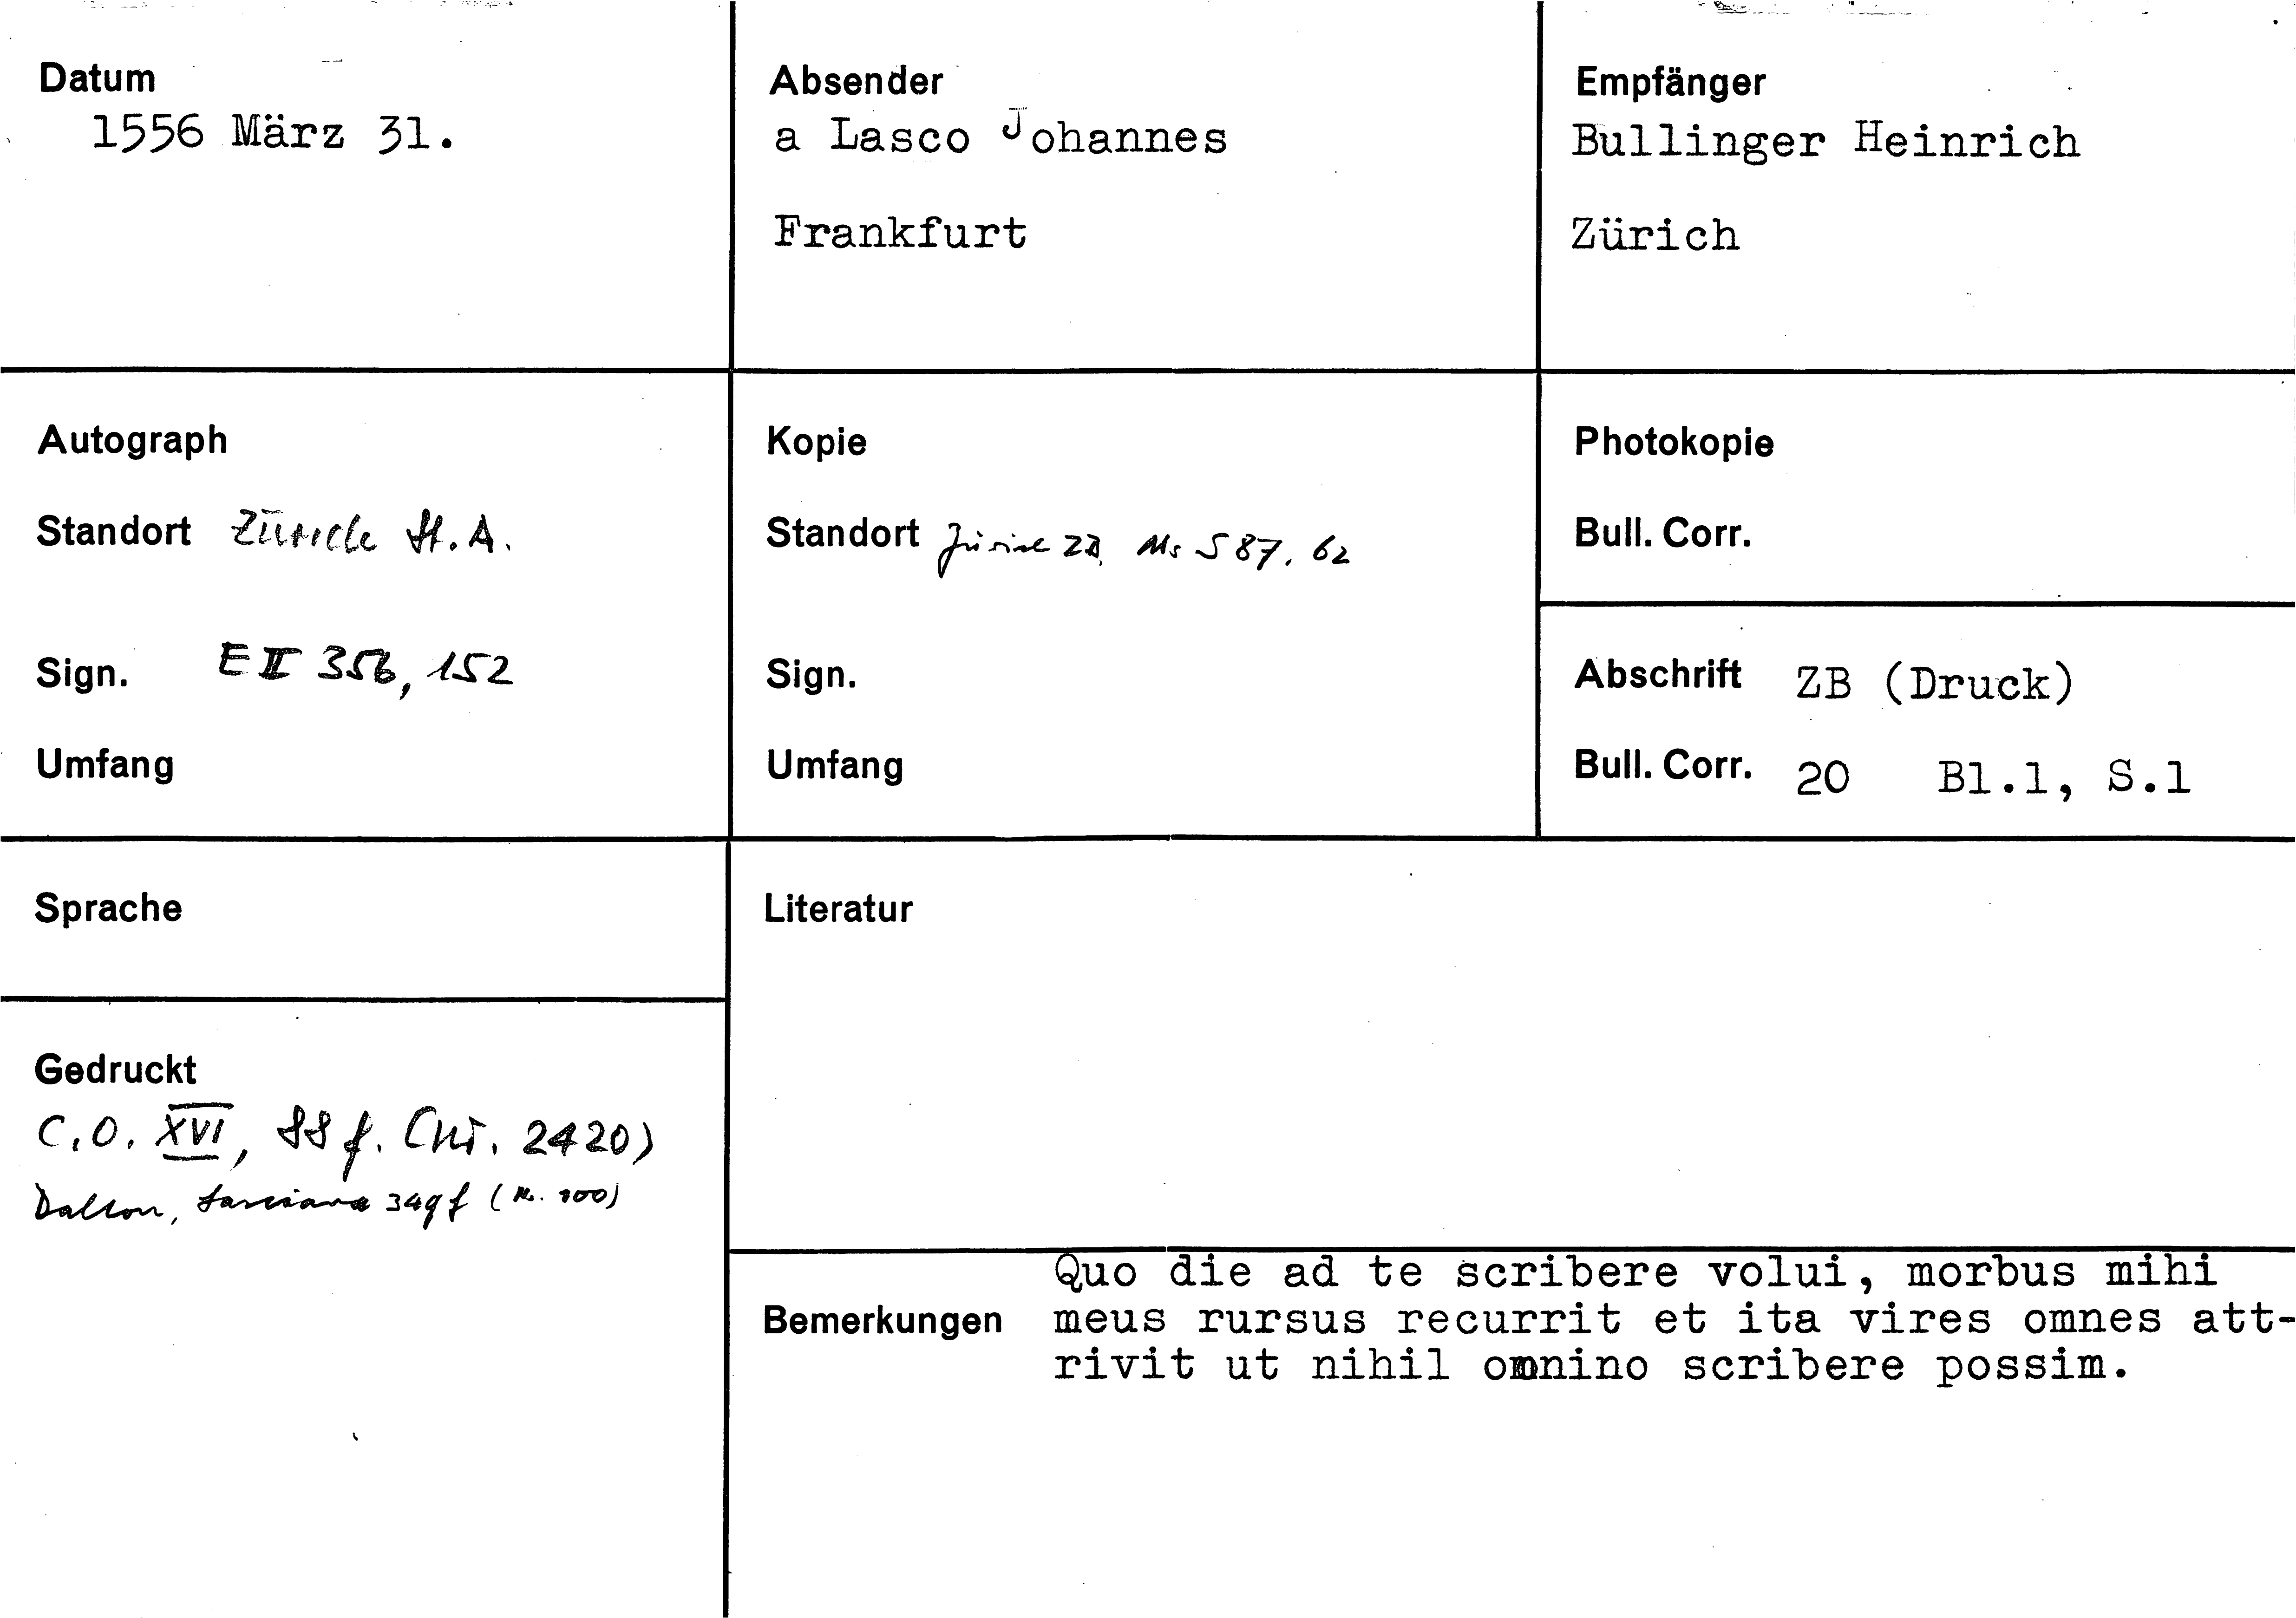 Datum
1556 März 31.
Absender
a Lasco Johannes
Frankfurt
Empfänger
Bullinger Heinrich
Zürich
Autograph
Standort Zürich St. A.
Sign. E II 356, 152
Umfang
Kopie
Standort Zürich ZB, Ms S 87, 62
Sign.
Umfang
Photokopie
Bull. Corr.
Abschrift ZB (Druck)
Bull. Corr. 20 Bl.1, S.1
Sprache
Gedruckt
C.O. XVI, 88 f. (Nr. 2420)
Dalton, Lasciana 349 f (Nr. 100)
Literatur
Bemerkungen
Quo die ad te scribere volui, morbus mihi
meus rursus recurrit et ita vires omnes att-
rivit ut nihil omnino scribere possim.